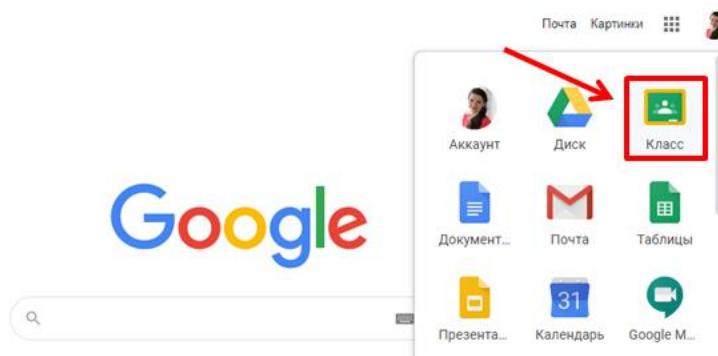 Почта Картинки
Аккаунт Диск Класс
Google
Документ... Почта Таблицы
31
Презента... Календарь Google M...